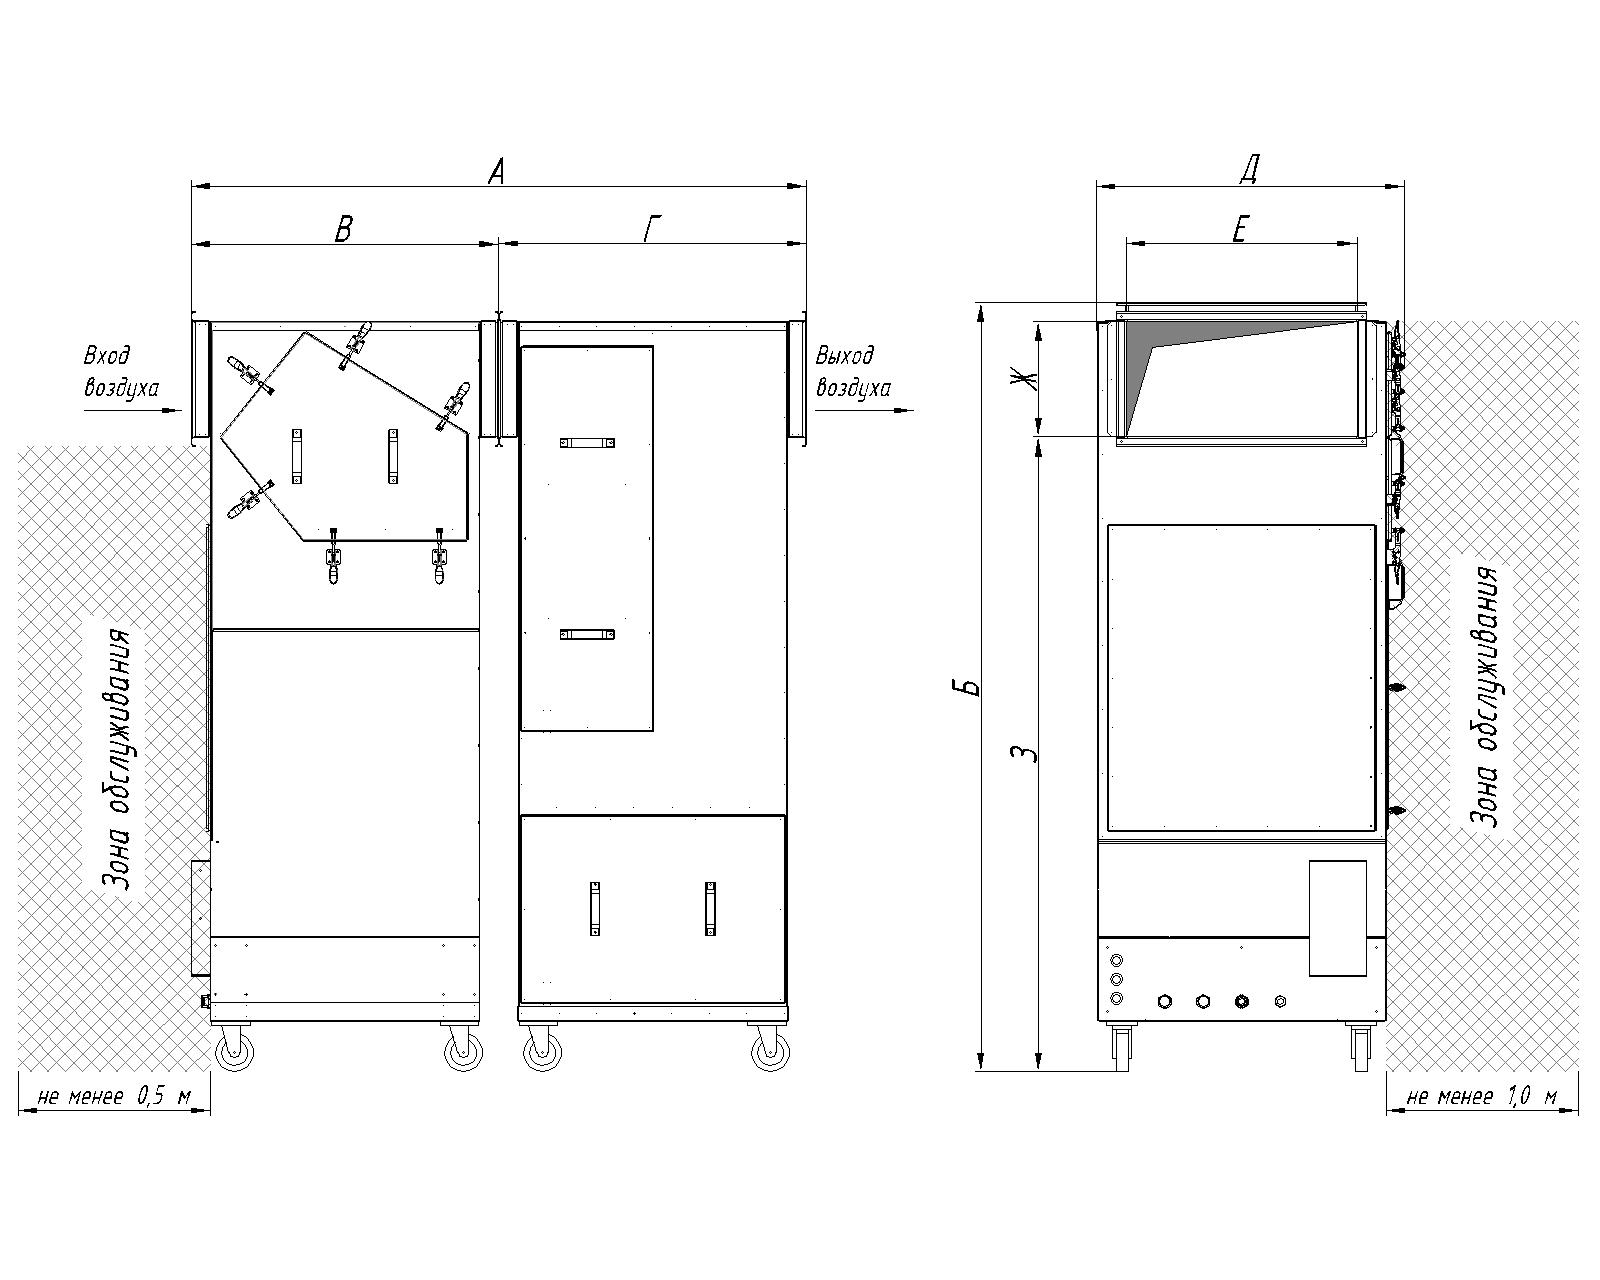 А
Д
В
Г
Е
Вход
воздуха
Выход
воздуха
Ж
Б
З
Зона обслуживания
Зона обслуживания
не менее 0,5 м
не менее 1,0 м